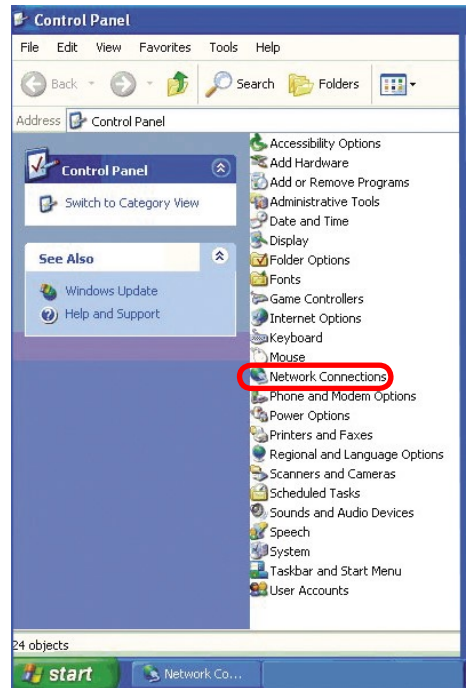 Control Panel
File Edit View Favorites Tools Help
Back Search Folders
Address Control Panel
Control Panel
Switch to Category View
See Also
Windows Update
Help and Support
Accessibility Options
Add Hardware
Add or Remove Programs
Administrative Tools
Date and Time
Display
Folder Options
Fonts
Game Controllers
Internet Options
Keyboard
Mouse
Network Connections
Phone and Modem Options
Power Options
Printers and Faxes
Regional and Language Options
Scanners and Cameras
Scheduled Tasks
Sounds and Audio Devices
Speech
System
Taskbar and Start Menu
User Accounts
24 objects
start Network Co...